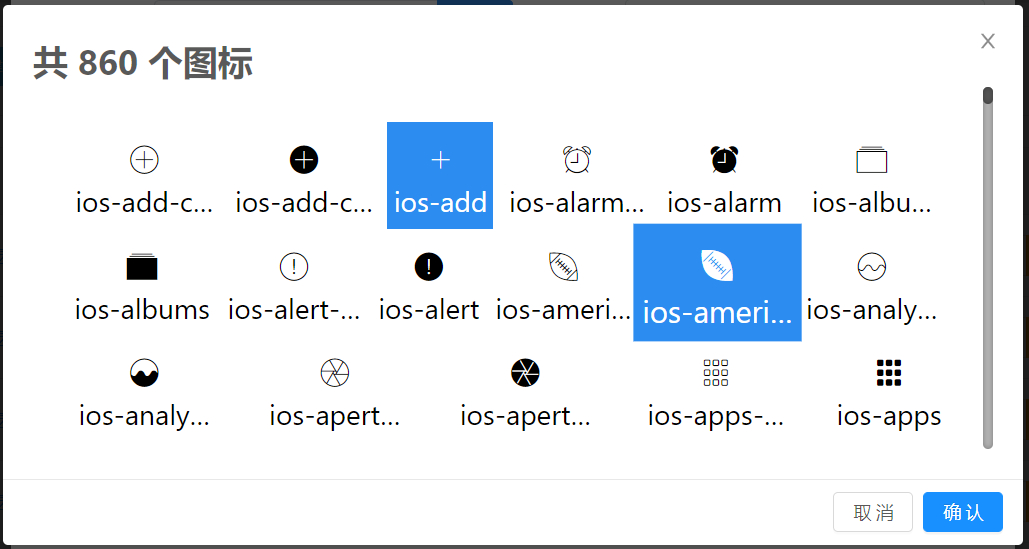 共 860 个图标
ios-add-c... ios-add-c... ios-add ios-alarm... ios-alarm ios-albu...
ios-albums ios-alert-... ios-alert ios-ameri... ios-ameri... ios-analy...
ios-analy... ios-apert... ios-apert... ios-apps-... ios-apps
取消 确认